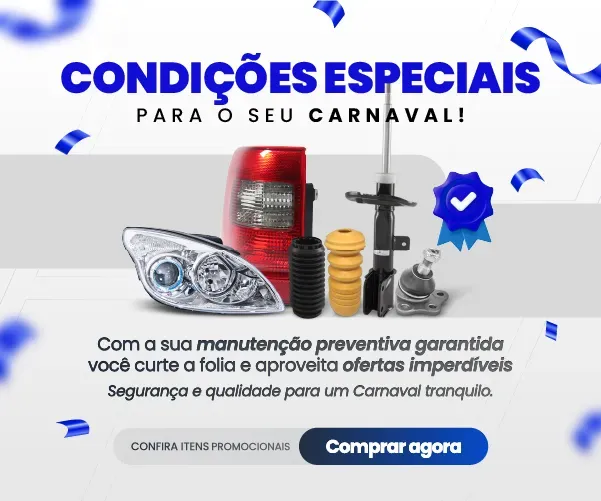 CONDIÇÕES ESPECIAIS
PARA O SEU CARNAVAL!
Com a sua manutenção preventiva garantida
você curte a folia e aproveita ofertas imperdíveis
Segurança e qualidade para um Carnaval tranquilo.
CONFIRA ITENS PROMOCIONAIS Comprar agora